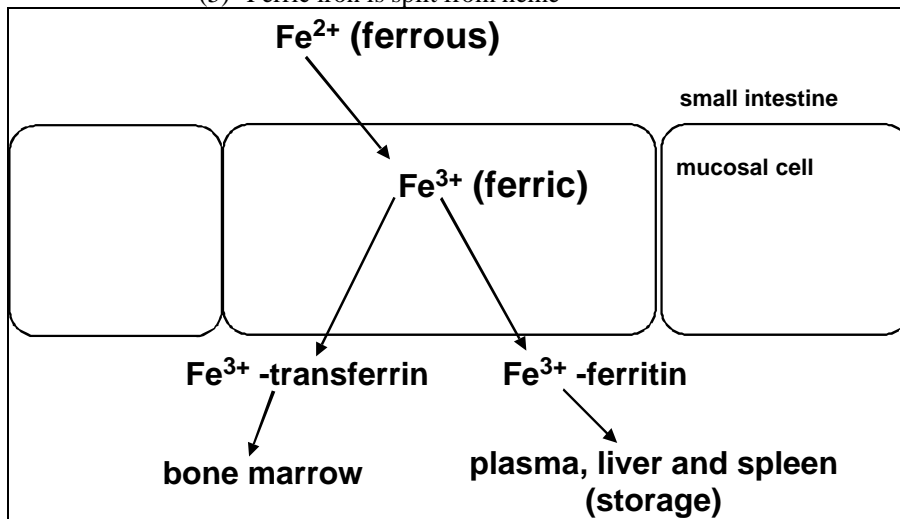 (3) Ferric iron is split from heme
Fe²⁺ (ferrous)
small intestine
mucosal cell
Fe³⁺ (ferric)
Fe³⁺ -transferrin
Fe³⁺ -ferritin
bone marrow
plasma, liver and spleen
(storage)